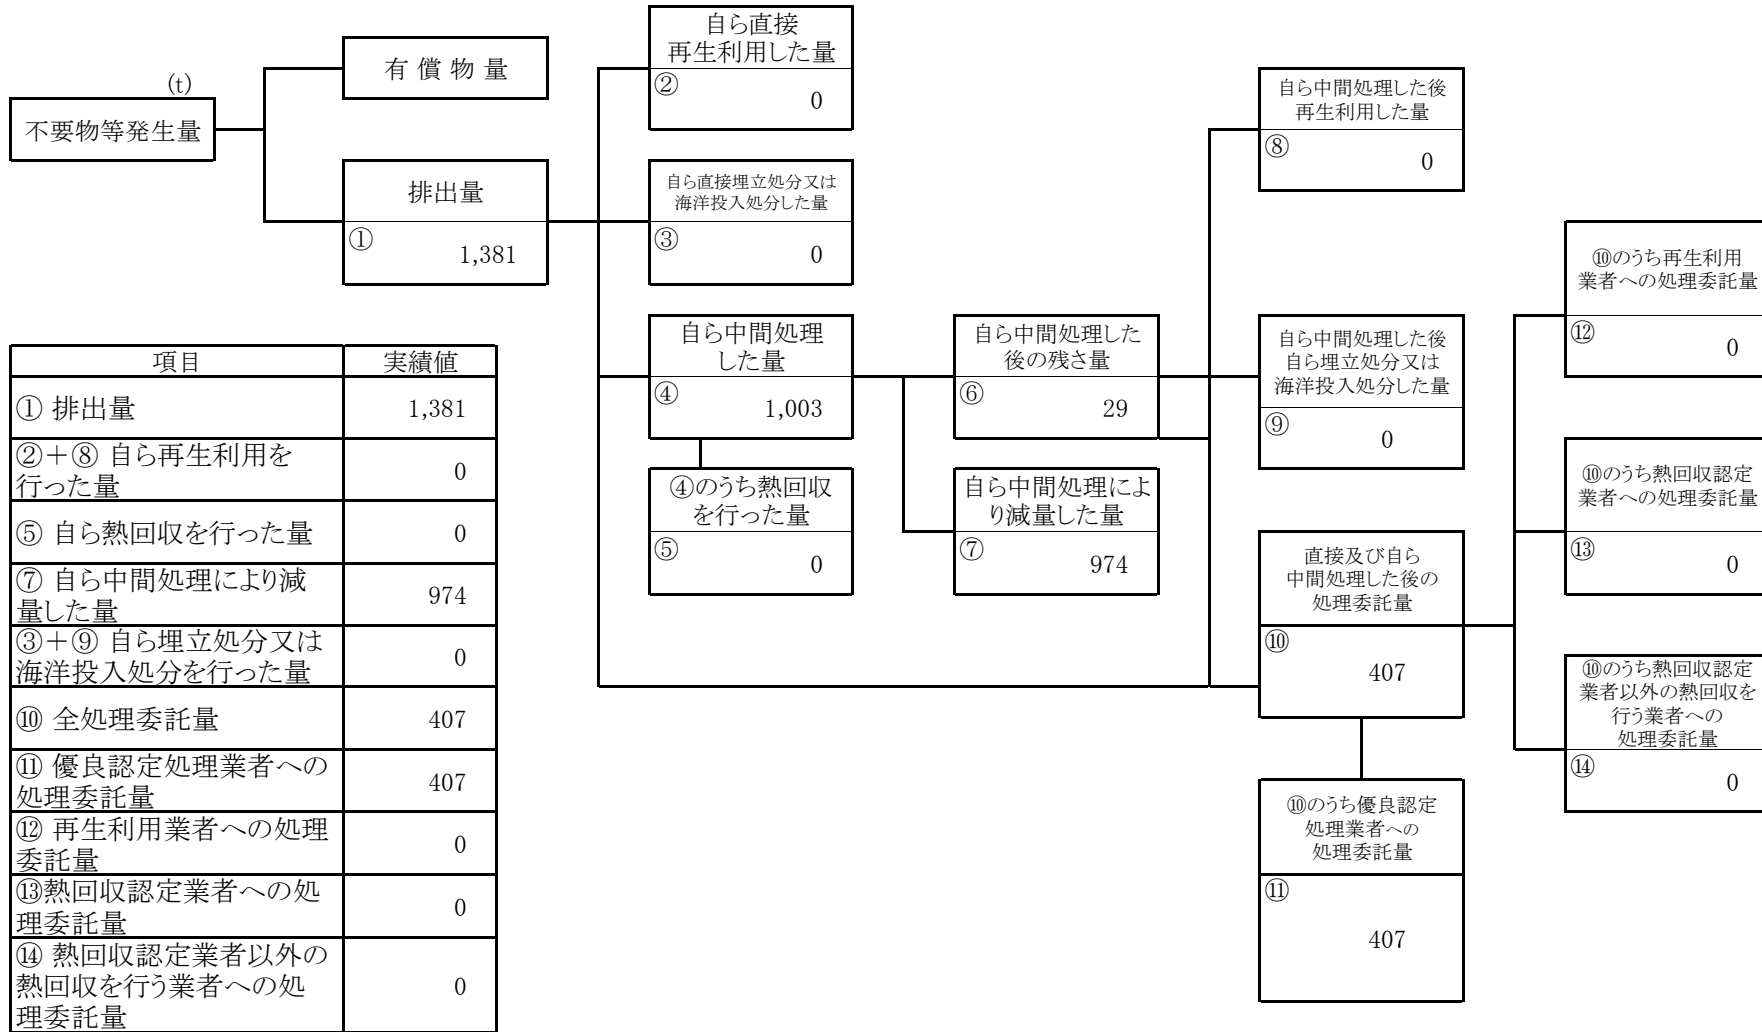 (t)
不要物等発生量
有 償 物 量
排出量
①
1,381
自ら直接
再生利用した量
②
0
自ら直接埋立処分又は
海洋投入処分した量
③
0
自ら中間処理
した量
④
1,003
④のうち熱回収
を行った量
⑤
0
自ら中間処理した
後の残さ量
⑥
29
自ら中間処理によ
り減量した量
⑦
974
自ら中間処理した後
再生利用した量
⑧
0
自ら中間処理した後
自ら埋立処分又は
海洋投入処分した量
⑨
0
直接及び自ら
中間処理した後の
処理委託量
⑩
407
⑩のうち優良認定
処理業者への
処理委託量
⑪
407
⑩のうち再生利用
業者への処理委託量
⑫
0
⑩のうち熱回収認定
業者への処理委託量
⑬
0
⑩のうち熱回収認定
業者以外の熱回収を
行う業者への
処理委託量
⑭
0
項目 実績値
① 排出量 1,381
②＋⑧ 自ら再生利用を
行った量 0
⑤ 自ら熱回収を行った量 0
⑦ 自ら中間処理により減
量した量 974
③＋⑨ 自ら埋立処分又は
海洋投入処分を行った量 0
⑩ 全処理委託量 407
⑪ 優良認定処理業者への
処理委託量 407
⑫ 再生利用業者への処理
委託量 0
⑬熱回収認定業者への処
理委託量 0
⑭ 熱回収認定業者以外の
熱回収を行う業者への処
理委託量 0